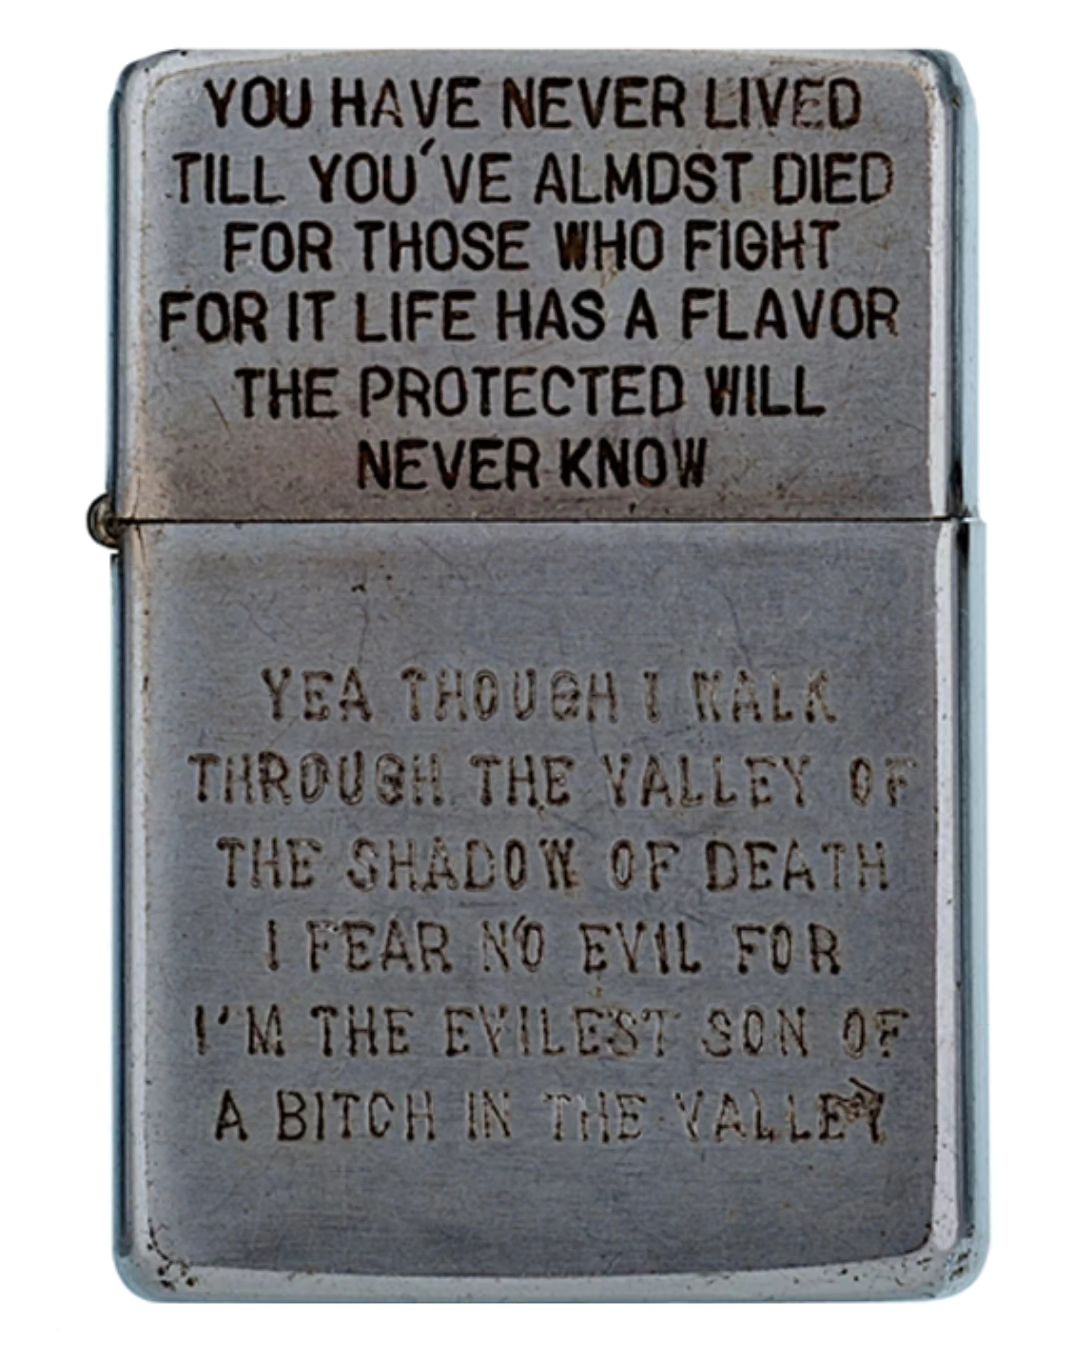 YOU HAVE NEVER LIVED
TILL YOU'VE ALMDST DIED
FOR THOSE WHO FIGHT
FOR IT LIFE HAS A FLAVOR
THE PROTECTED WILL
NEVER KNOW
YEA THOUGH I WALK
THROUGH THE VALLEY OF
THE SHADOW OF DEATH
I FEAR NO EVIL FOR
I'M THE EVILEST SON OF
A BITCH IN THE VALLEY